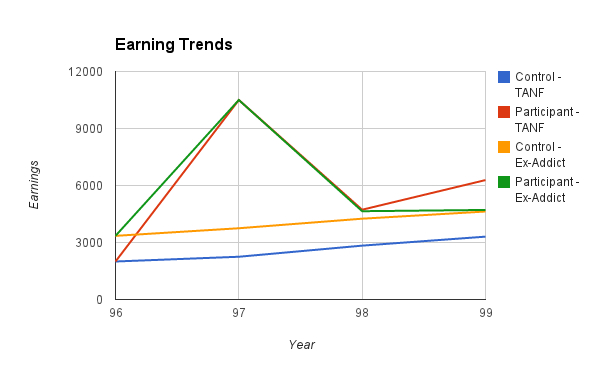 Earning Trends
12000
9000
6000
3000
0
Earnings
96
97
98
99
Year
Control -
TANF
Participant -
TANF
Control -
Ex-Addict
Participant -
Ex-Addict